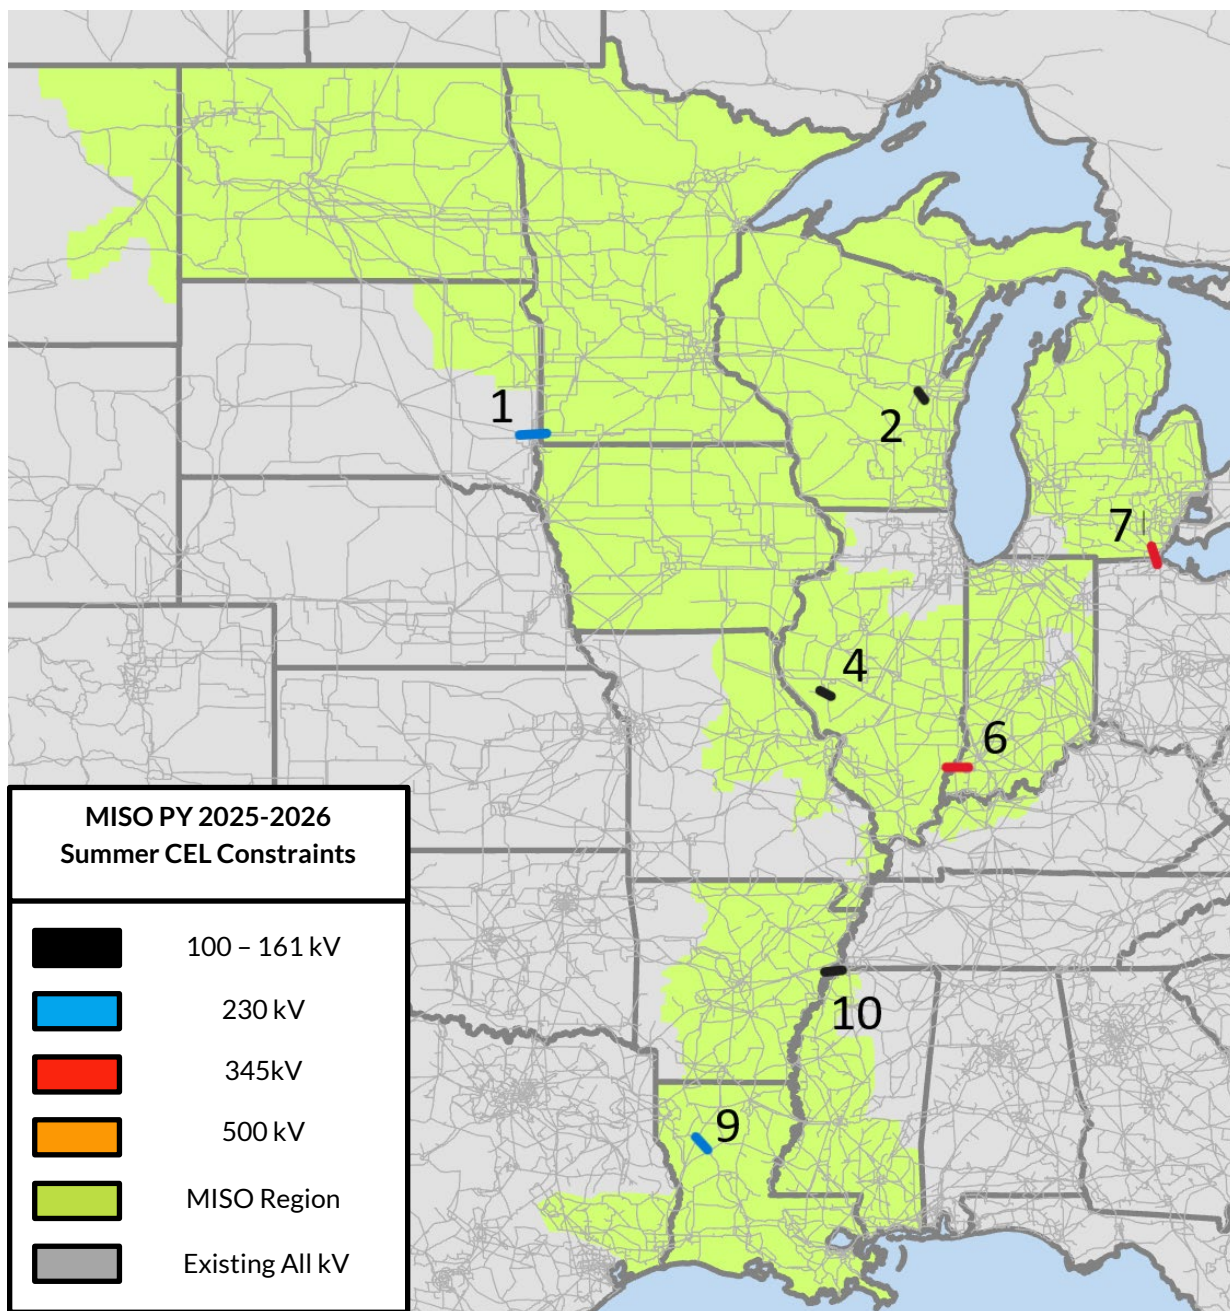 1
2
7
4
6
10
9
MISO PY 2025-2026
Summer CEL Constraints
100 – 161 kV
230 kV
345kV
500 kV
MISO Region
Existing All kV